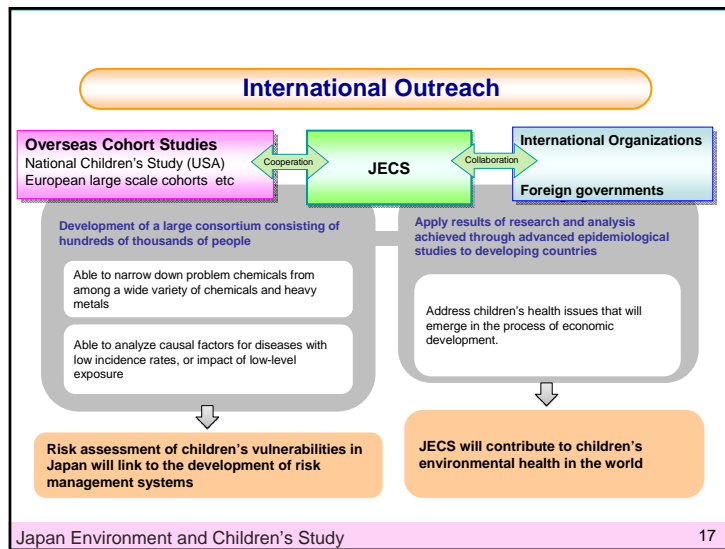 International Outreach
Overseas Cohort Studies
National Children's Study (USA)
European large scale cohorts etc
Cooperation
JECS
Collaboration
International Organizations
Foreign governments
Development of a large consortium consisting of
hundreds of thousands of people
Able to narrow down problem chemicals from
among a wide variety of chemicals and heavy
metals
Able to analyze causal factors for diseases with
low incidence rates, or impact of low-level
exposure
Risk assessment of children's vulnerabilities in
Japan will link to the development of risk
management systems
Apply results of research and analysis
achieved through advanced epidemiological
studies to developing countries
Address children's health issues that will
emerge in the process of economic
development.
JECS will contribute to children's
environmental health in the world
Japan Environment and Children's Study
17